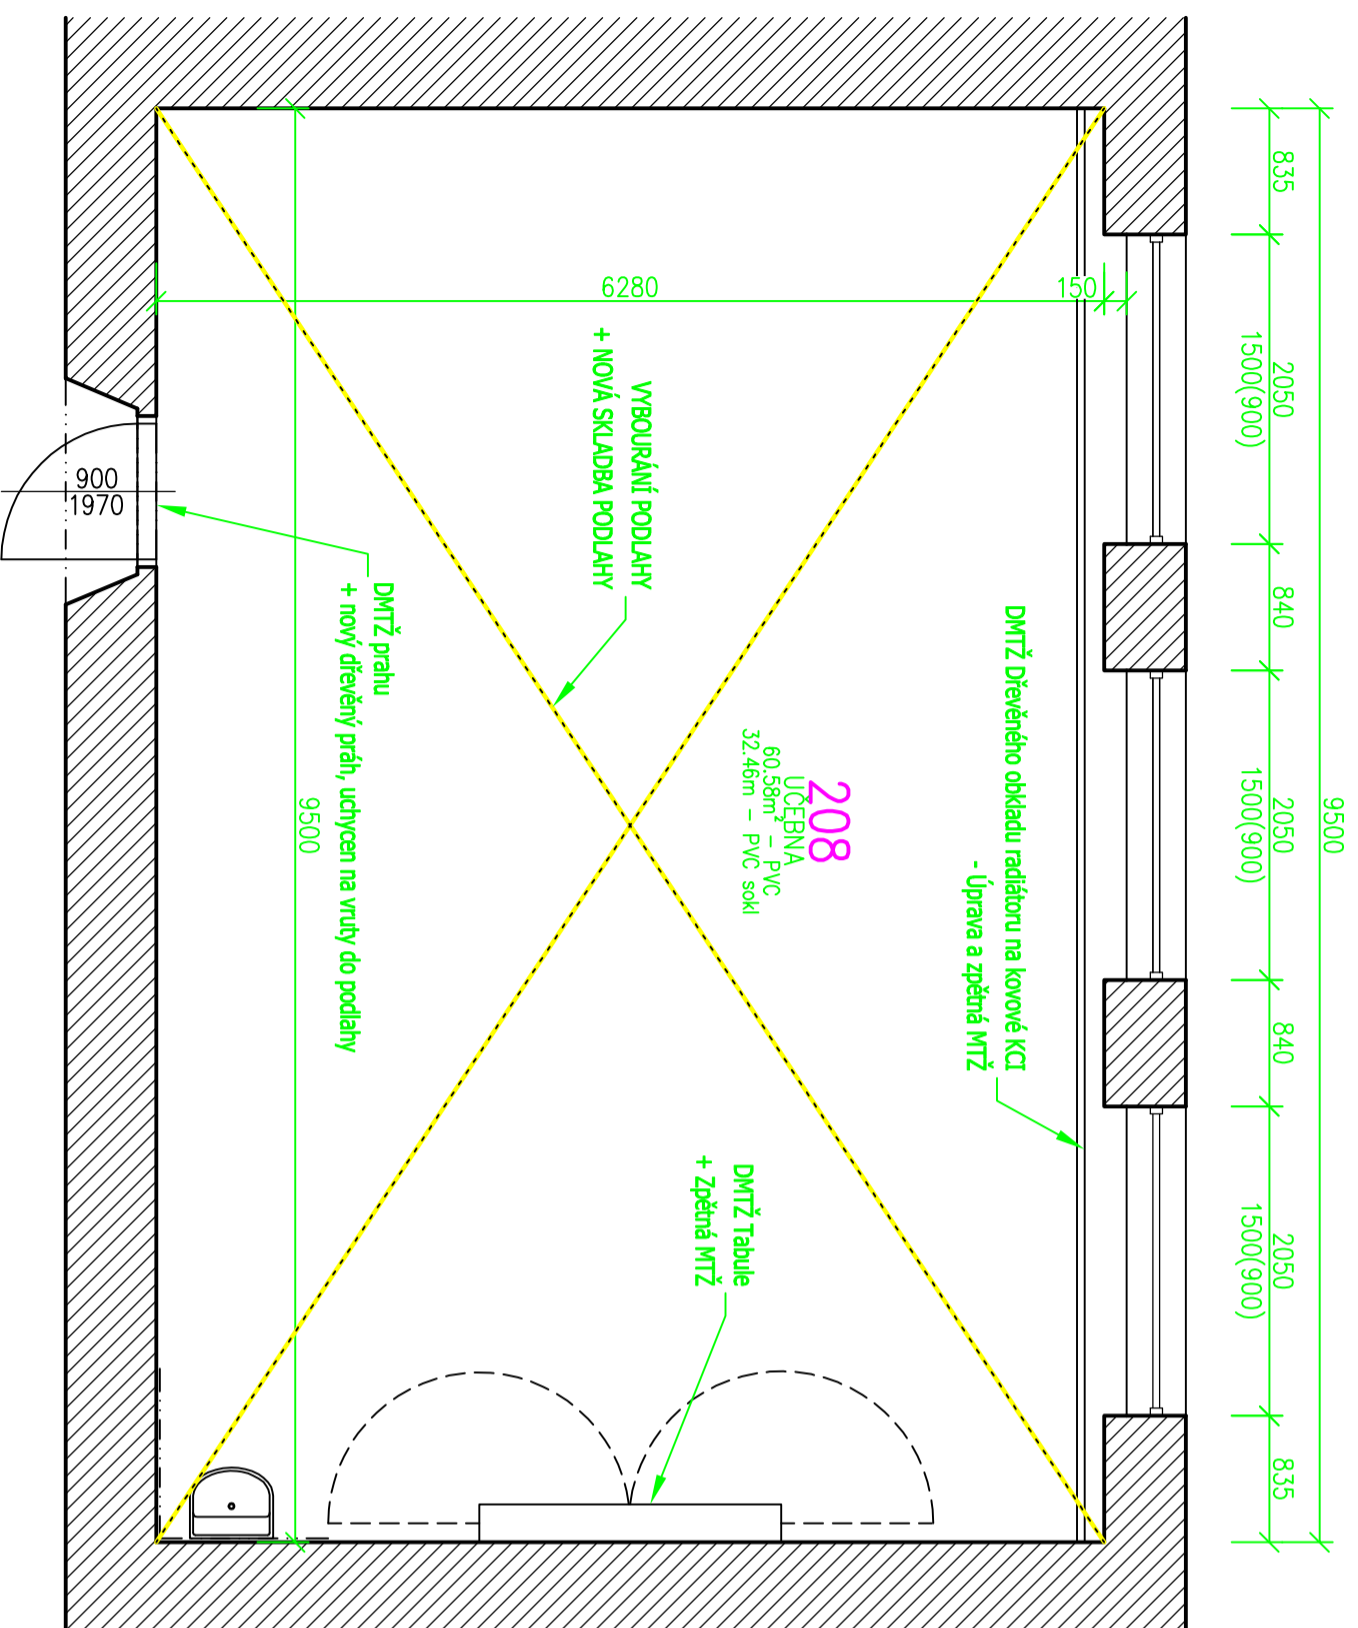 9500
835
2050
1500(900)
840
2050
1500(900)
840
2050
1500(900)
835
6280
150
VYBOURÁNÍ PODLAHY
+ NOVÁ SKLADBA PODLAHY
DMTŽ Dřevěného obkladu radiátoru na kovové KCI
- Úprava a zpětná MTŽ
208
UČEBNA
60.58m² - PVC
32.46m - PVC sokl
900
1970
DMTŽ prahu
+ nový dřevěný práh, uchycen na vruty do podlahy
9500
DMTŽ Tabule
+ Zpětná MTŽ